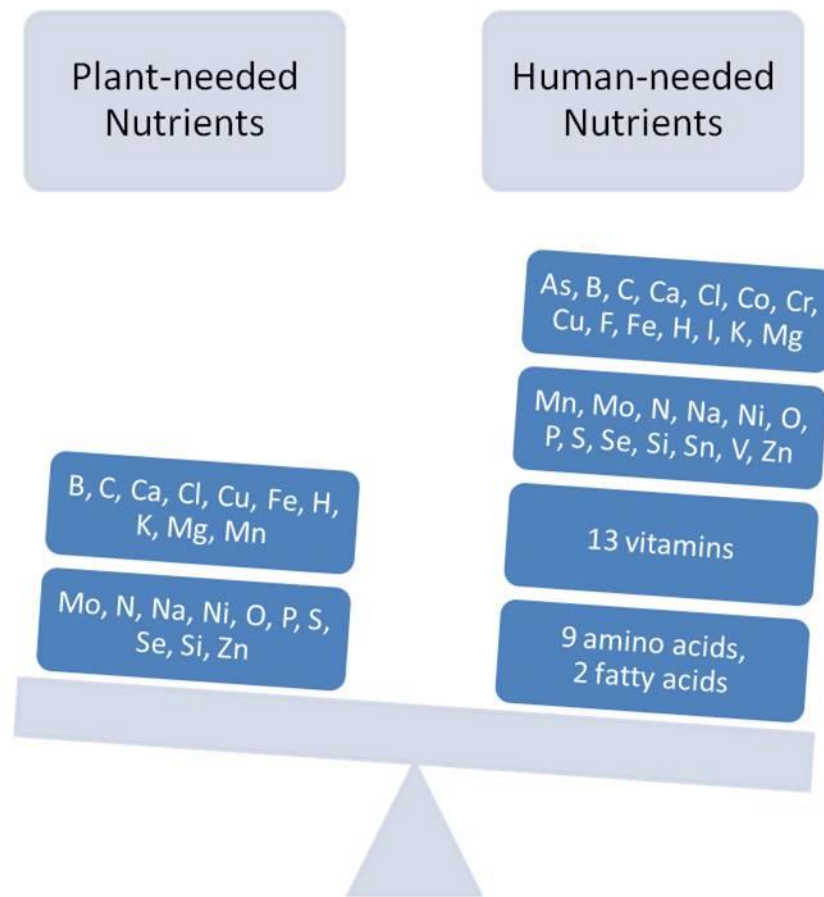 Plant-needed
Nutrients
Human-needed
Nutrients
B, C, Ca, Cl, Cu, Fe, H,
K, Mg, Mn
Mo, N, Na, Ni, O, P, S,
Se, Si, Zn
As, B, C, Ca, Cl, Co, Cr,
Cu, F, Fe, H, I, K, Mg
Mn, Mo, N, Na, Ni, O,
P, S, Se, Si, Sn, V, Zn
13 vitamins
9 amino acids,
2 fatty acids